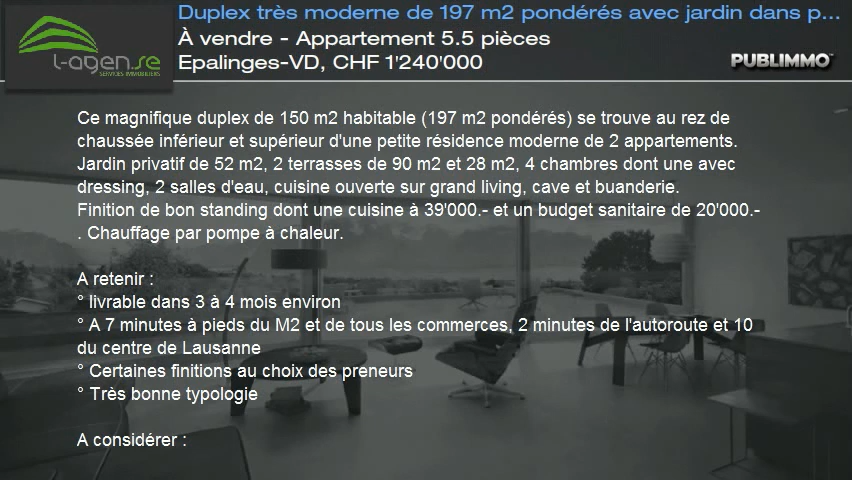 Duplex très moderne de 197 m2 pondérés avec jardin dans p...
À vendre - Appartement 5.5 pièces
Epalinges-VD, CHF 1'240'000
l-agen.se
SERVICES IMMOBILIERS
PUBLIMMO
Ce magnifique duplex de 150 m2 habitable (197 m2 pondérés) se trouve au rez de
chaussée inférieur et supérieur d'une petite résidence moderne de 2 appartements.
Jardin privatif de 52 m2, 2 terrasses de 90 m2 et 28 m2, 4 chambres dont une avec
dressing, 2 salles d'eau, cuisine ouverte sur grand living, cave et buanderie.
Finition de bon standing dont une cuisine à 39'000.- et un budget sanitaire de 20'000.-
. Chauffage par pompe à chaleur.
A retenir :
° livrable dans 3 à 4 mois environ
° A 7 minutes à pieds du M2 et de tous les commerces, 2 minutes de l'autoroute et 10
du centre de Lausanne
° Certaines finitions au choix des preneurs
° Très bonne typologie
A considérer :